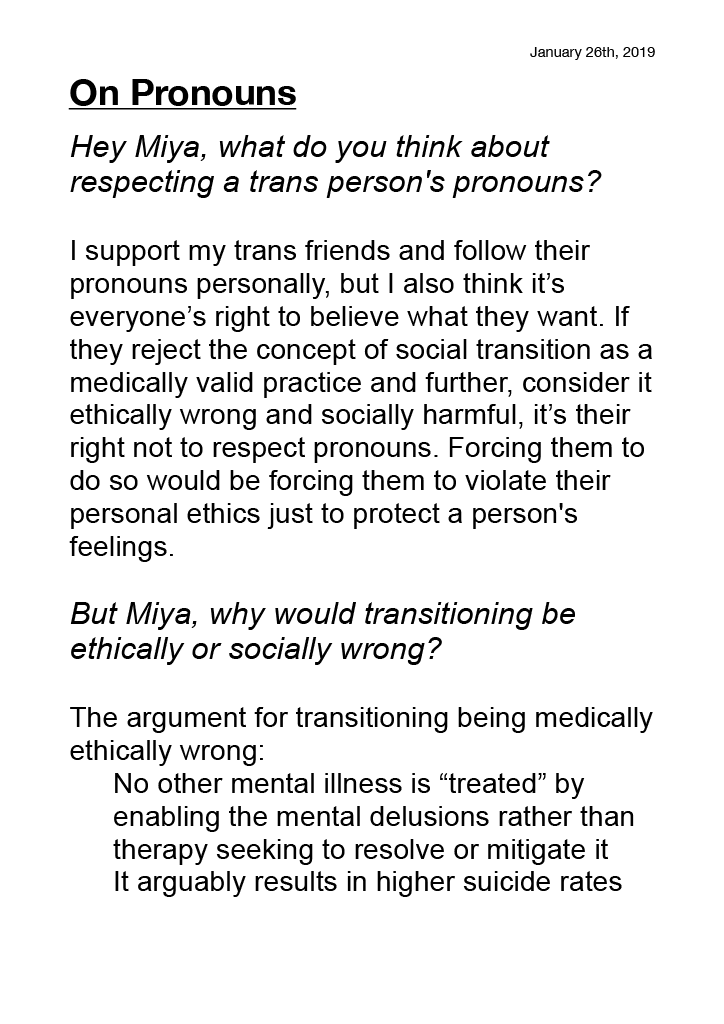 January 26th, 2019
On Pronouns
Hey Miya, what do you think about
respecting a trans person's pronouns?
I support my trans friends and follow their
pronouns personally, but I also think it’s
everyone’s right to believe what they want. If
they reject the concept of social transition as a
medically valid practice and further, consider it
ethically wrong and socially harmful, it’s their
right not to respect pronouns. Forcing them to
do so would be forcing them to violate their
personal ethics just to protect a person's
feelings.
But Miya, why would transitioning be
ethically or socially wrong?
The argument for transitioning being medically
ethically wrong:
No other mental illness is “treated” by
enabling the mental delusions rather than
therapy seeking to resolve or mitigate it
It arguably results in higher suicide rates